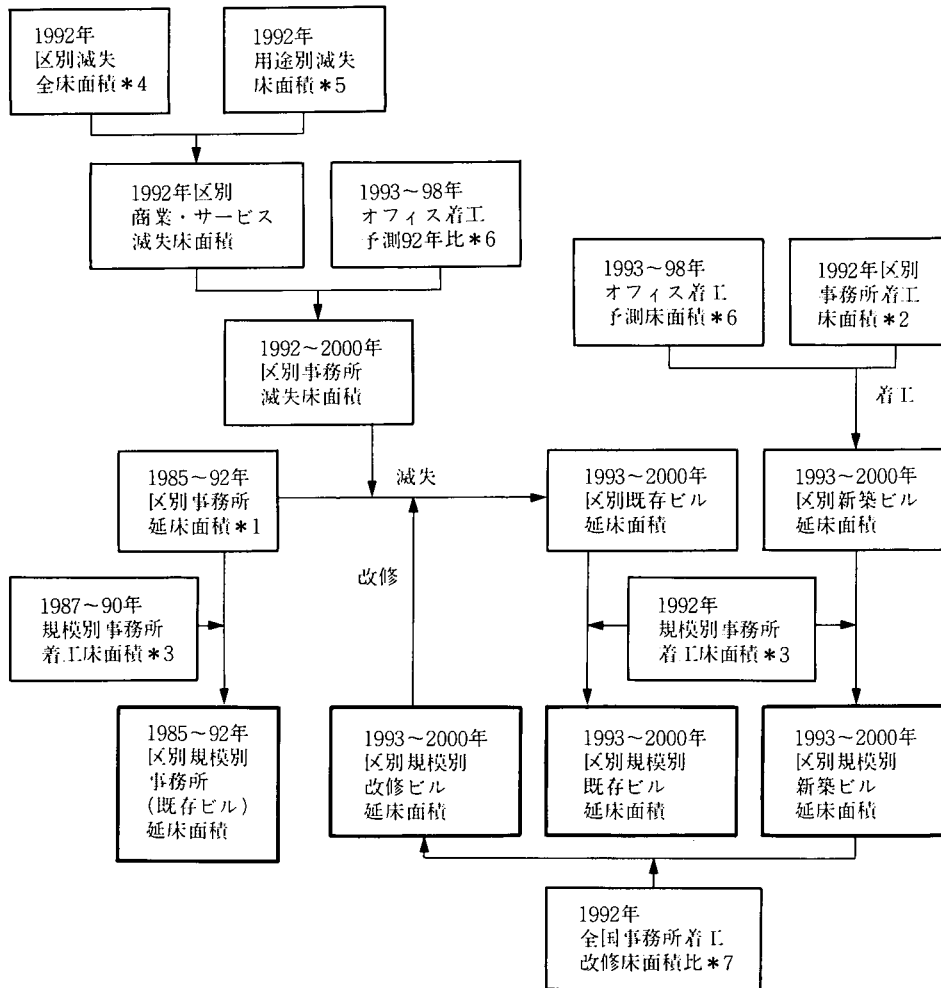 1992年
区別滅失
全床面積*4
1992年
用途別滅失
床面積*5
1992年区別
商業・サービス
滅失床面積
1993~98年
オフィス着工
予測92年比*6
1993~98年
オフィス着工
予測床面積*6
1992年区別
事務所着工
床面積*2
1992~2000年
区別事務所
滅失床面積
着工
1985~92年
区別事務所
延床面積*1
滅失
1993~2000年
区別既存ビル
延床面積
1993~2000年
区別新築ビル
延床面積
改修
1987~90年
規模別事務所
着工床面積*3
1992年
規模別事務所
着工床面積*3
1985~92年
区別規模別
事務所
(既存ビル)
延床面積
1993~2000年
区別規模別
改修ビル
延床面積
1993~2000年
区別規模別
既存ビル
延床面積
1993~2000年
区別規模別
新築ビル
延床面積
1992年
全国事務所着工
改修床面積比*7